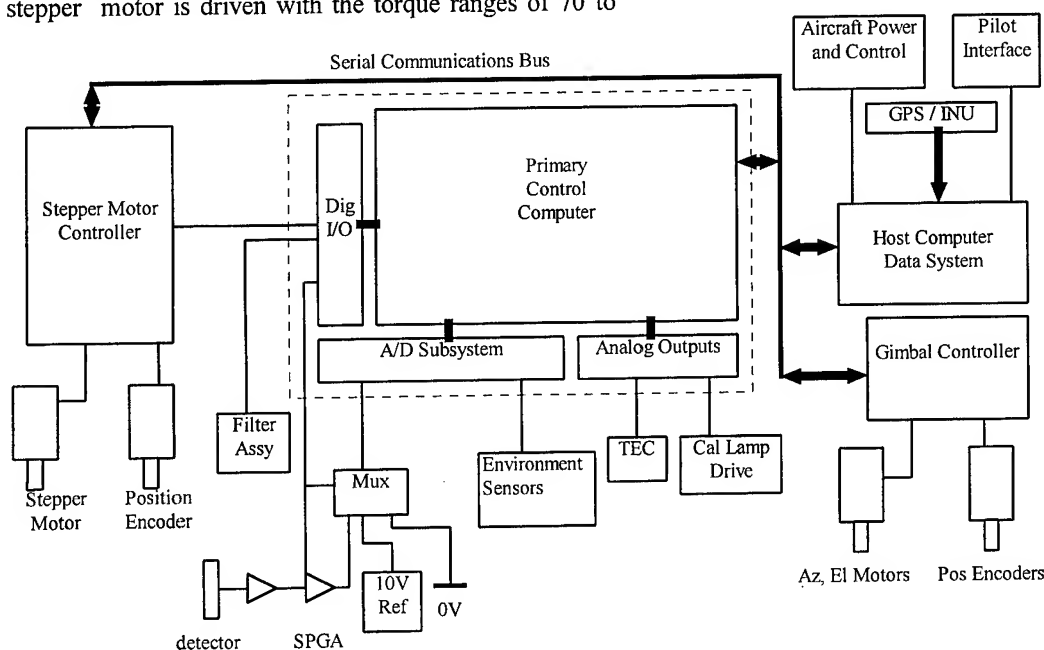 stepper motor is driven with the torque ranges of 70 to
Aircraft Power
and Control
Pilot
Interface
Serial Communications Bus
GPS / INU
Stepper Motor
Controller
Dig
I/O
Primary
Control
Computer
Host Computer
Data System
A/D Subsystem
Analog Outputs
Gimbal Controller
Filter
Assy
Mux
Environment
Sensors
TEC
Cal Lamp
Drive
Stepper
Motor
Position
Encoder
10V
Ref
0V
Az, El Motors
Pos Encoders
detector
SPGA